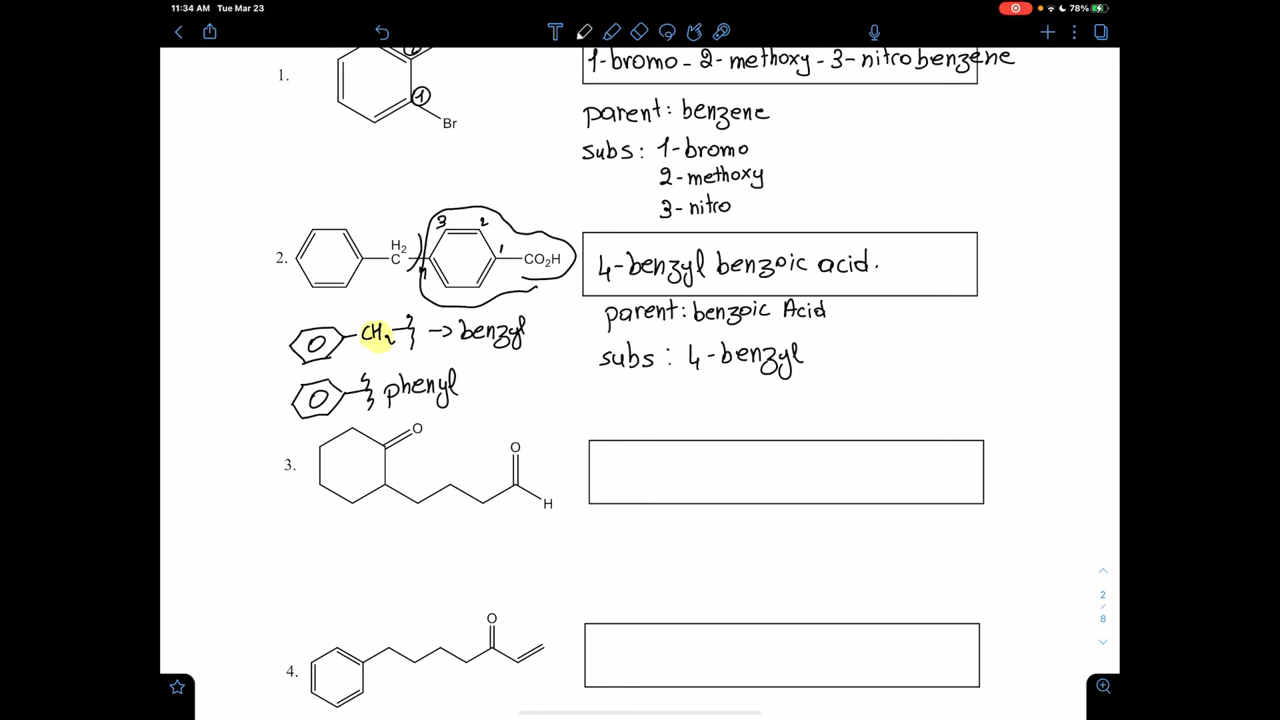 11:34 AM Tue Mar 23
78%
1-bromo - 2-methoxy - 3-nitrobenzene
1.
1
Br
parent: benzene
subs: 1-bromo
2-methoxy
3-nitro
2.
H2
C
3
2
1
4
CO2H
4-benzyl benzoic acid.
parent: benzoic Acid
subs: 4-benzyl
CH2 → benzyl
phenyl
3.
O
O
H
4.
O
2
/
8